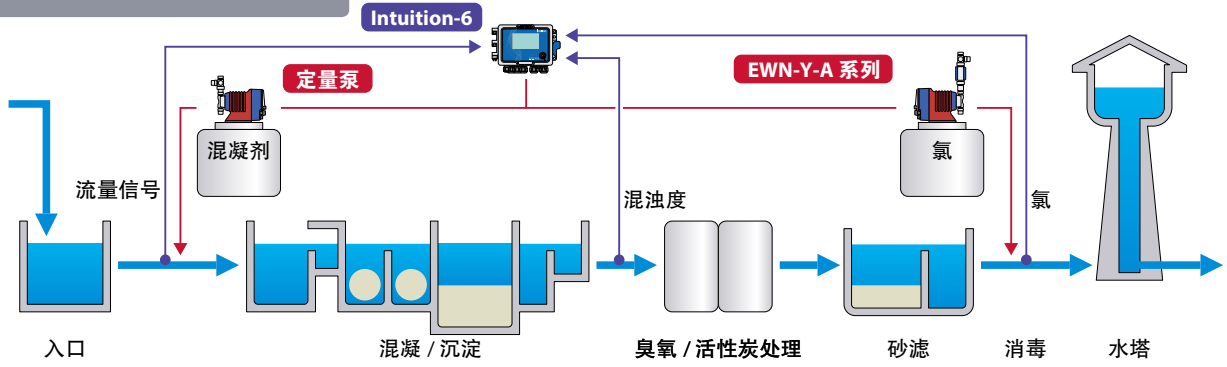 Intuition-6
定量泵
EWN-Y-A 系列
混凝剂
氯
流量信号
混浊度
氯
入口
混凝 / 沉淀
臭氧 / 活性炭处理
砂滤
消毒
水塔